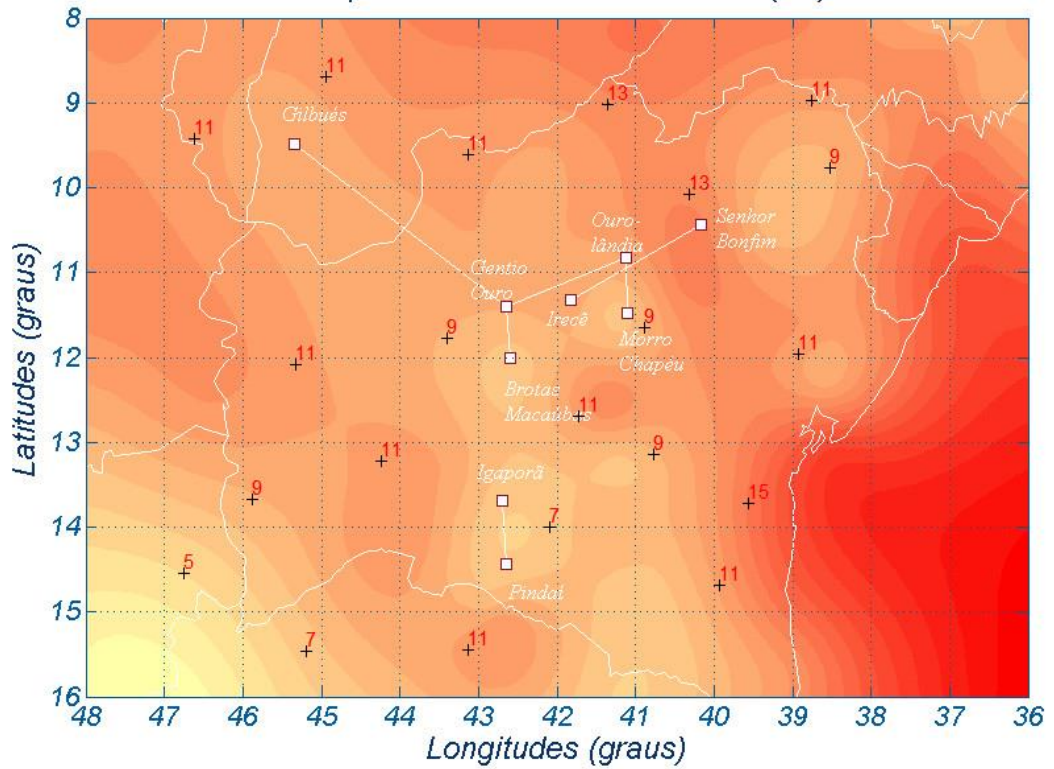 8
9
10
11
12
13
14
15
16
Latitudes (graus)
48
47
46
45
44
43
42
41
40
39
38
37
36
Longitudes (graus)
11
13
11
11
11
9
13
Gilbués
Ouro-
lândia
Senhor
Bonfim
Gentio
Ouro
Irecê
9
9
Morro
Chapéu
11
11
Brotas
Macaúbas
11
9
11
Igaporã
9
7
15
5
11
Pindaí
7
11